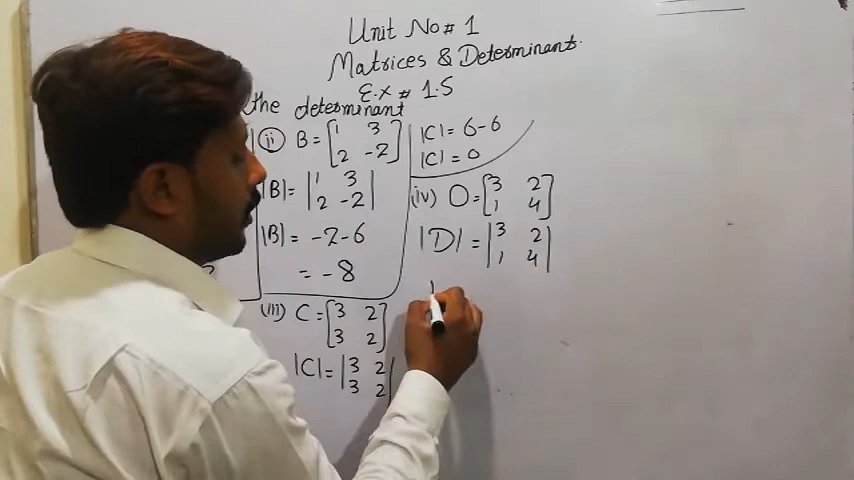 Unit No # 1
Matrices & Determinant.
E.x # 1.5
the determinant
(ii) B = [1 3
2 -2]
|B| = |1 3
2 -2|
|B| = -2-6
= -8
(iii) C = [3 2
3 2]
|C| = |3 2
3 2|
|C| = 6-6
|C| = 0
(iv) D = [3 2
1 4]
|D| = |3 2
1 4|